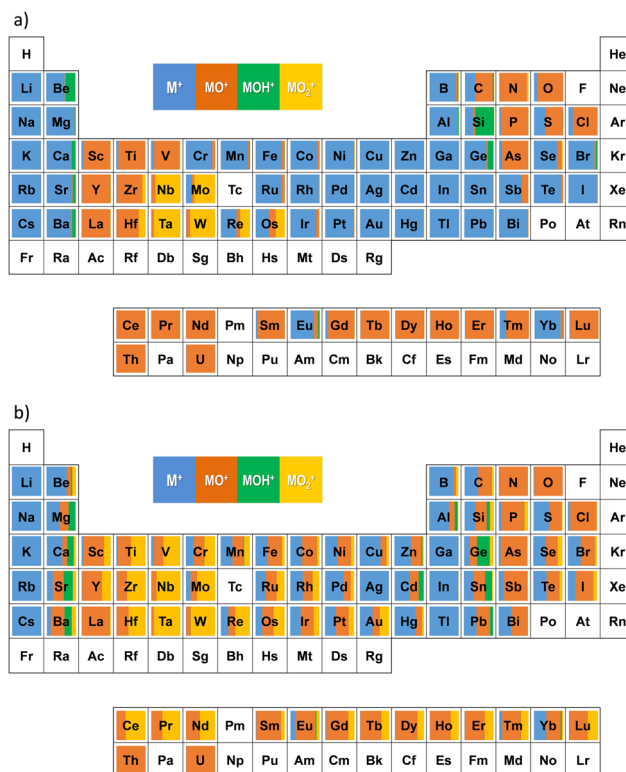 a)
H He
Li Be B C N O F Ne
M⁺ MO⁺ MOH⁺ MO₂⁺
Na Mg Al Si P S Cl Ar
K Ca Sc Ti V Cr Mn Fe Co Ni Cu Zn Ga Ge As Se Br Kr
Rb Sr Y Zr Nb Mo Tc Ru Rh Pd Ag Cd In Sn Sb Te I Xe
Cs Ba La Hf Ta W Re Os Ir Pt Au Hg Tl Pb Bi Po At Rn
Fr Ra Ac Rf Db Sg Bh Hs Mt Ds Rg
Ce Pr Nd Pm Sm Eu Gd Tb Dy Ho Er Tm Yb Lu
Th Pa U Np Pu Am Cm Bk Cf Es Fm Md No Lr
b)
H He
Li Be B C N O F Ne
M⁺ MO⁺ MOH⁺ MO₂⁺
Na Mg Al Si P S Cl Ar
K Ca Sc Ti V Cr Mn Fe Co Ni Cu Zn Ga Ge As Se Br Kr
Rb Sr Y Zr Nb Mo Tc Ru Rh Pd Ag Cd In Sn Sb Te I Xe
Cs Ba La Hf Ta W Re Os Ir Pt Au Hg Tl Pb Bi Po At Rn
Fr Ra Ac Rf Db Sg Bh Hs Mt Ds Rg
Ce Pr Nd Pm Sm Eu Gd Tb Dy Ho Er Tm Yb Lu
Th Pa U Np Pu Am Cm Bk Cf Es Fm Md No Lr